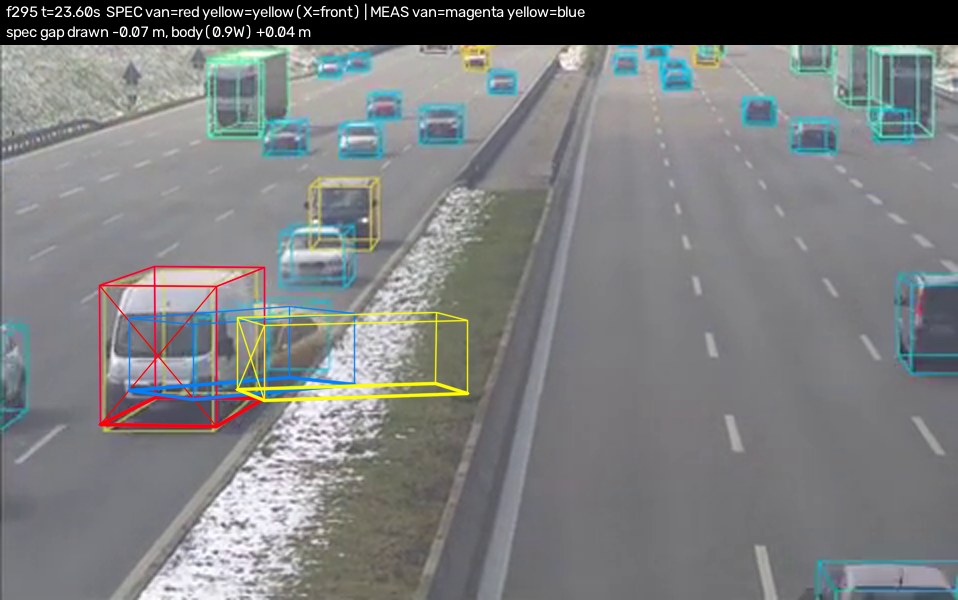 f295 t=23.60s SPEC van=red yellow=yellow (X=front) | MEAS van=magenta yellow=blue
spec gap drawn -0.07 m, body (0.9W) +0.04 m